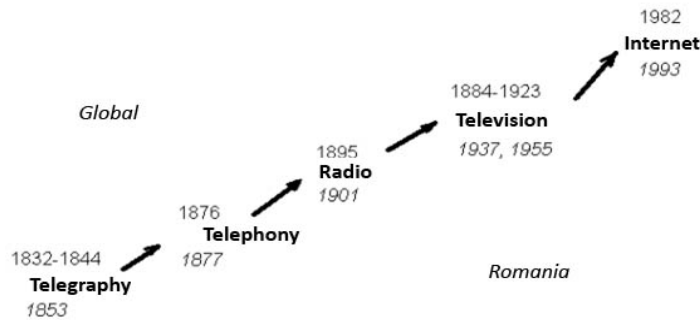 1982
Internet
1993
1884-1923
Television
1937, 1955
Global
1895
Radio
1901
1876
Telephony
1877
1832-1844
Telegraphy
1853
Romania